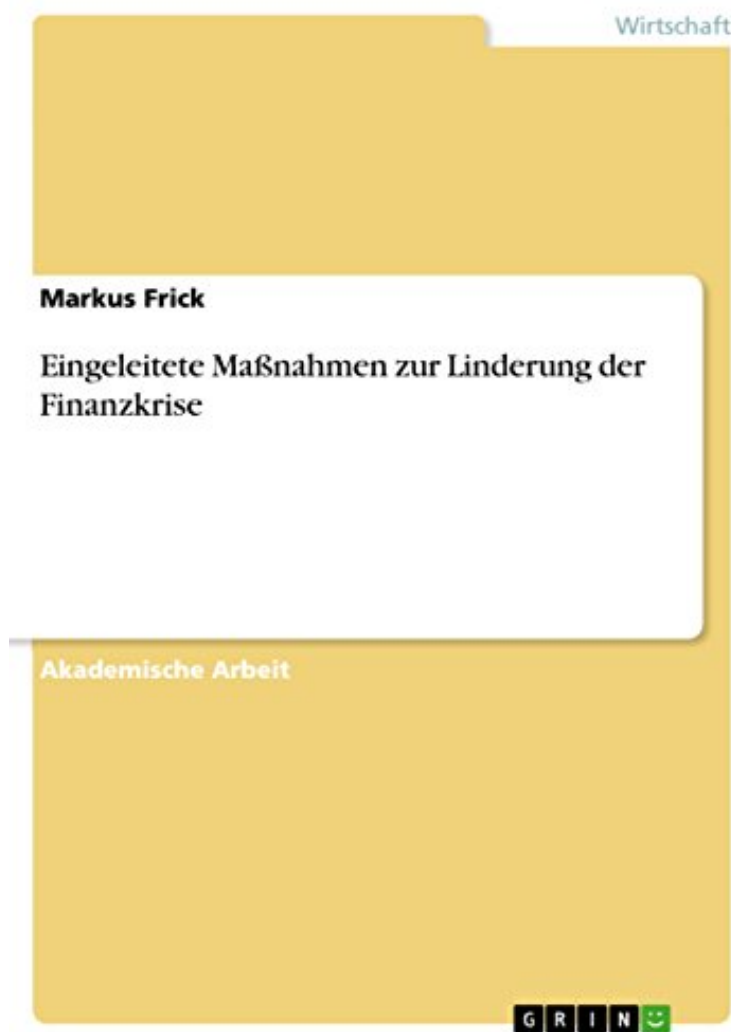 Wirtschaft
Markus Frick
Eingeleitete Maßnahmen zur Linderung der
Finanzkrise
Akademische Arbeit
GRIN